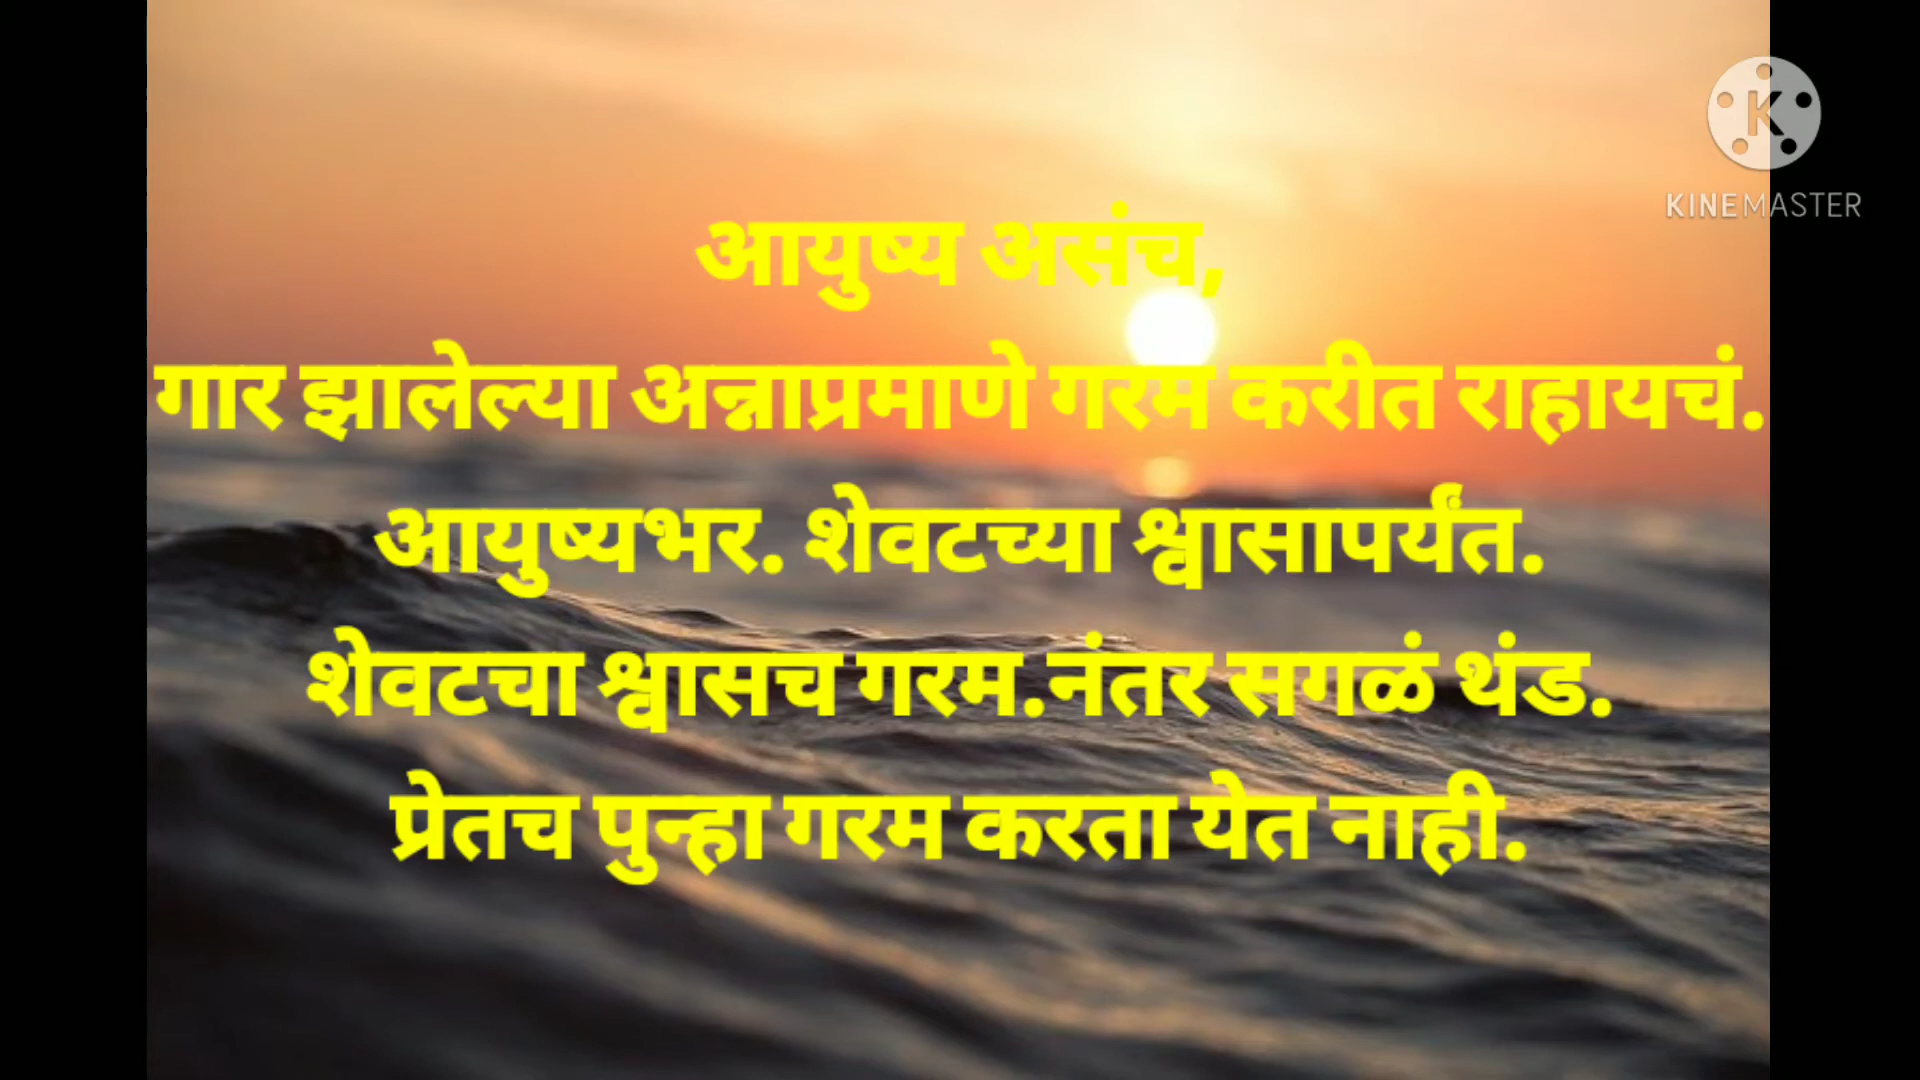 K
KINEMASTER
आयुष्य असंच,
गार झालेल्या अन्नाप्रमाणे गरम करीत राहायचं.
आयुष्यभर. शेवटच्या श्वासापर्यंत.
शेवटचा श्वासच गरम.नंतर सगळं थंड.
प्रेतच पुन्हा गरम करता येत नाही.